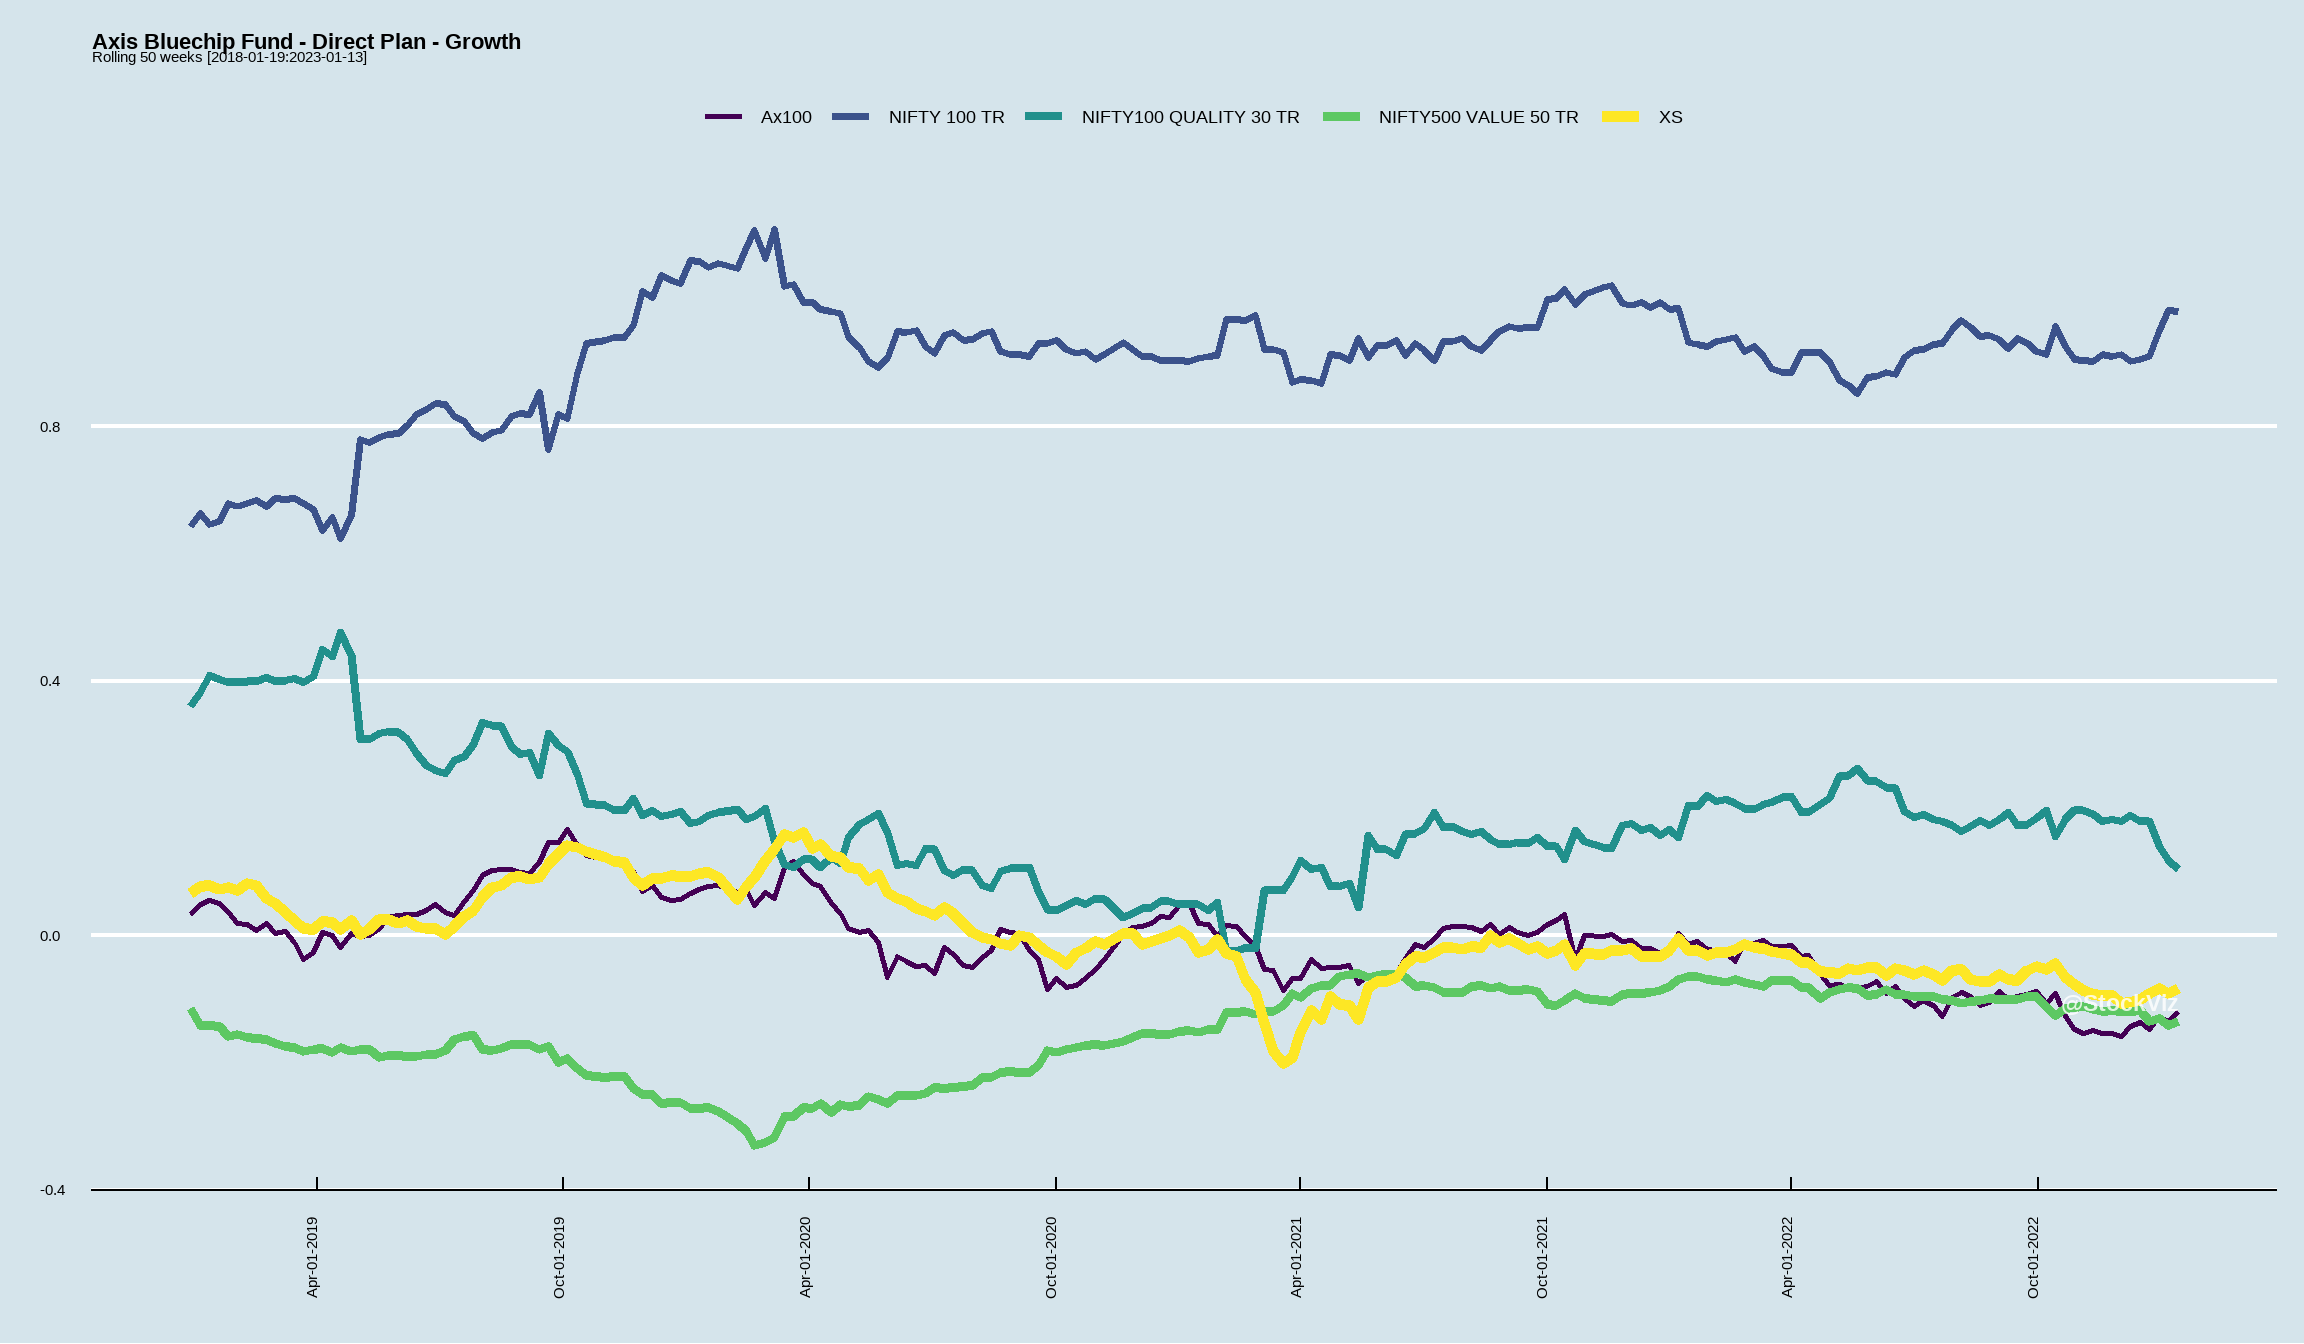 Axis Bluechip Fund - Direct Plan - Growth
Rolling 50 weeks [2018-01-19:2023-01-13]
Ax100 NIFTY 100 TR NIFTY100 QUALITY 30 TR NIFTY500 VALUE 50 TR XS
0.8
0.4
0.0
@StockViz
-0.4
Apr-01-2019 Oct-01-2019 Apr-01-2020 Oct-01-2020 Apr-01-2021 Oct-01-2021 Apr-01-2022 Oct-01-2022